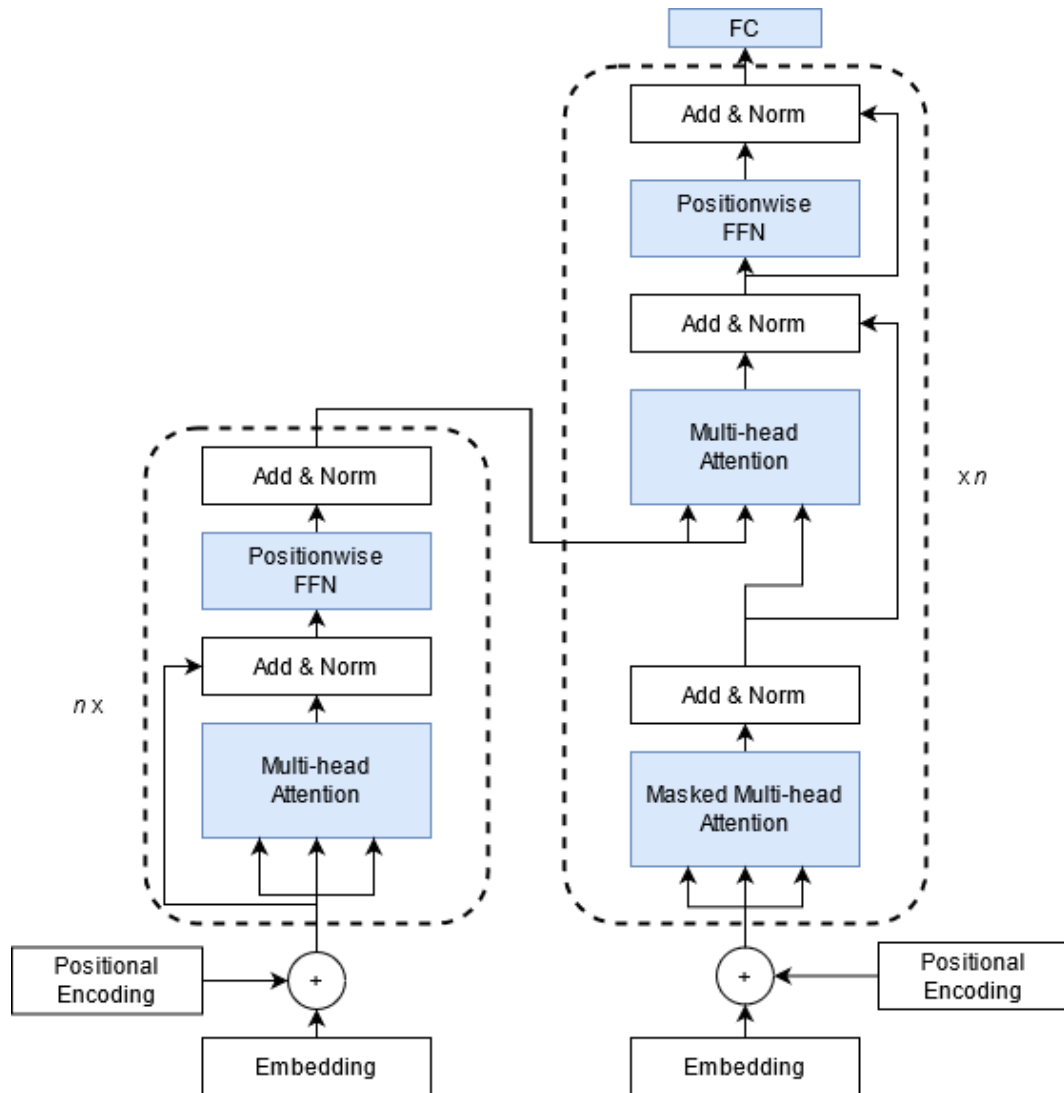 FC
Add & Norm
Positionwise
FFN
Add & Norm
Multi-head
Attention
x n
Add & Norm
Masked Multi-head
Attention
Positional
Encoding
+
Embedding
Add & Norm
Positionwise
FFN
Add & Norm
n x
Multi-head
Attention
Positional
Encoding
+
Embedding